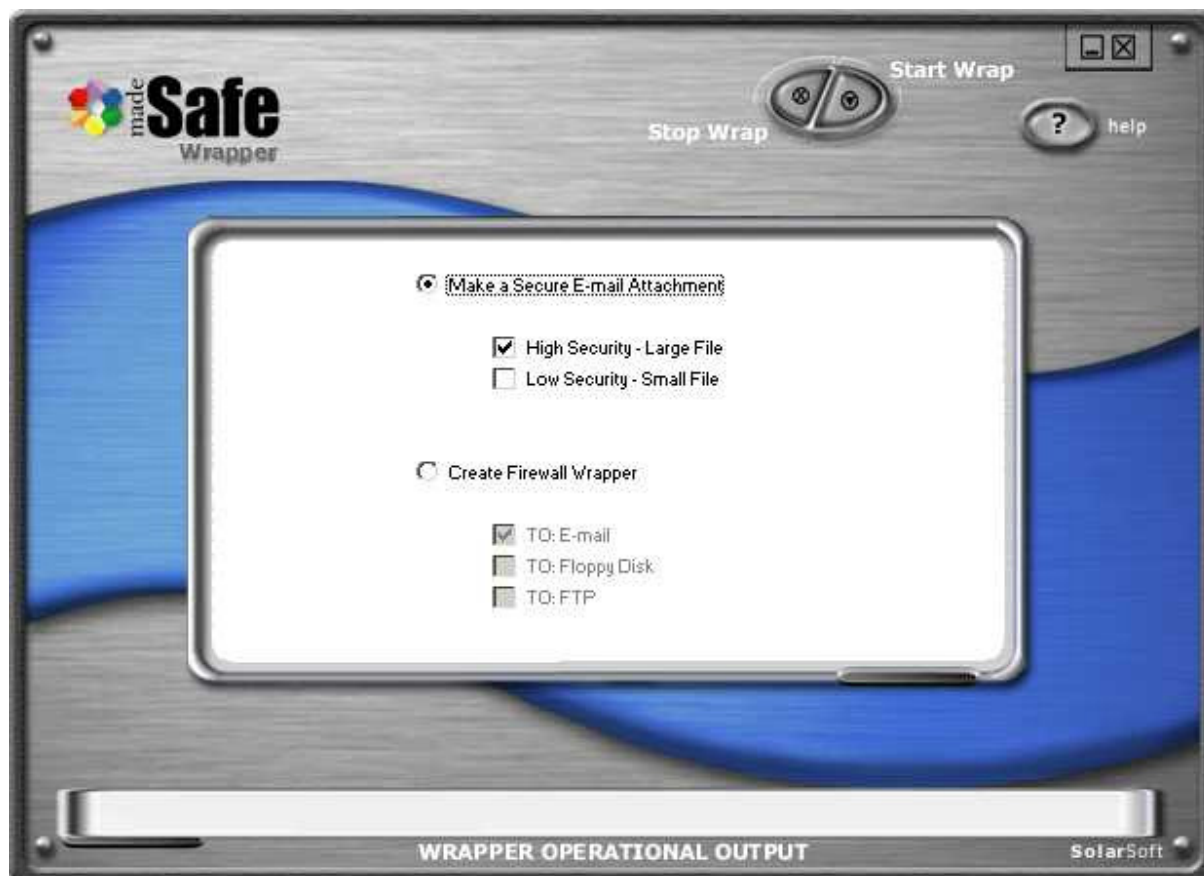 made Safe
Wrapper
Start Wrap
Stop Wrap
? help
Make a Secure E-mail Attachment
High Security - Large File
Low Security - Small File
Create Firewall Wrapper
TO: E-mail
TO: Floppy Disk
TO: FTP
WRAPPER OPERATIONAL OUTPUT
SolarSoft